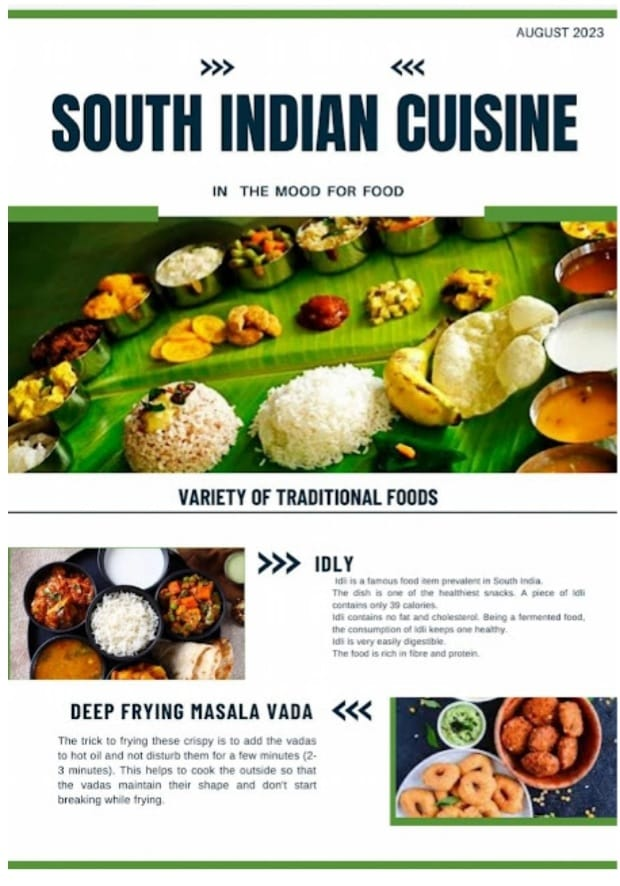 AUGUST 2023
>>> <<<
SOUTH INDIAN CUISINE
IN THE MOOD FOR FOOD
VARIETY OF TRADITIONAL FOODS
>>> IDLY
Idli is a famous food item prevalent in South India.
The dish is one of the healthiest snacks. A piece of Idli
contains only 39 calories.
Idli contains no fat and cholesterol. Being a fermented food,
the consumption of Idli keeps one healthy.
Idli is very easily digestible.
The food is rich in fibre and protein.
DEEP FRYING MASALA VADA <<<
The trick to frying these crispy is to add the vadas
to hot oil and not disturb them for a few minutes (2-
3 minutes). This helps to cook the outside so that
the vadas maintain their shape and don't start
breaking while frying.